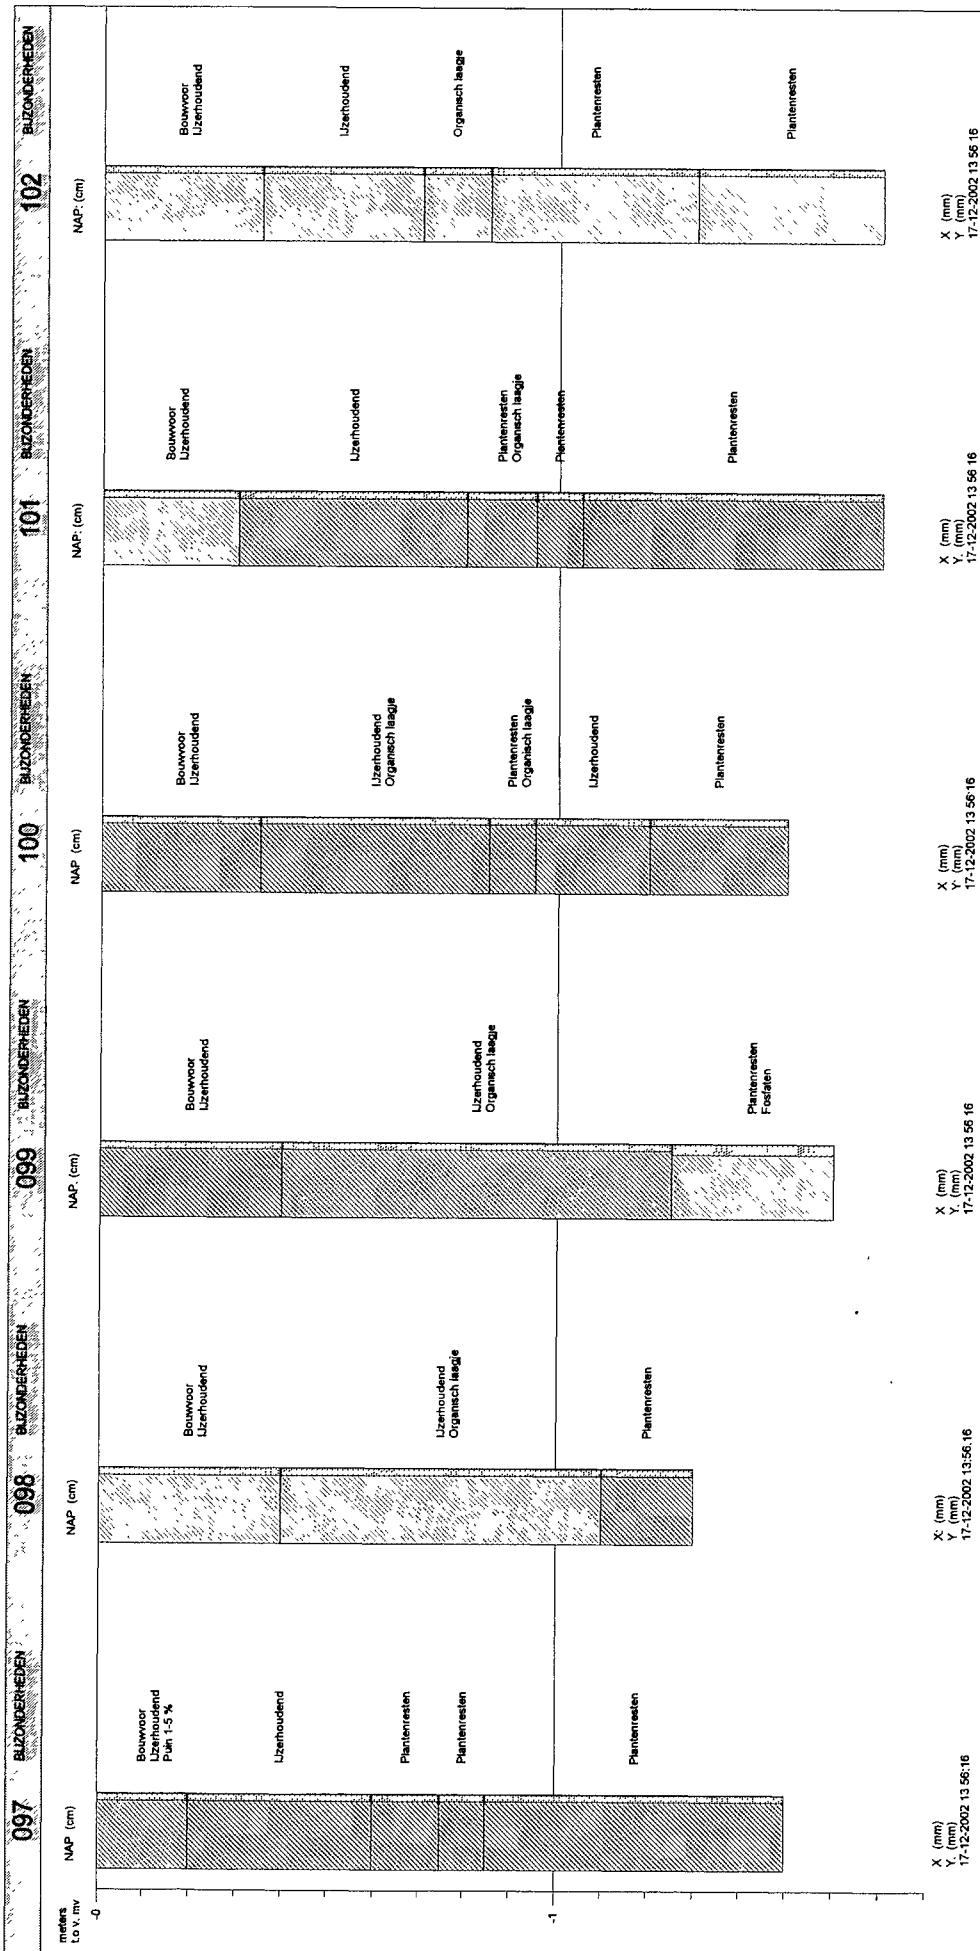 097 BIJZONDERHEDEN
098 BIJZONDERHEDEN
099 BIJZONDERHEDEN
100 BIJZONDERHEDEN
101 BIJZONDERHEDEN
102 BIJZONDERHEDEN
meters
t.o.v. mv
-0
-1
NAP (cm)
Bouwvoor
IJzerhoudend
Puin 1-5 %
IJzerhoudend
Plantenresten
Plantenresten
Plantenresten
X (mm)
Y. (mm)
17-12-2002 13 56:16
NAP (cm)
Bouwvoor
IJzerhoudend
IJzerhoudend
Organisch laagje
Plantenresten
X: (mm)
Y (mm)
17-12-2002 13:56.16
NAP. (cm)
Bouwvoor
IJzerhoudend
IJzerhoudend
Organisch laagje
Plantenresten
Fosfaten
X (mm)
Y. (mm)
17-12-2002 13 56 16
NAP (cm)
Bouwvoor
IJzerhoudend
IJzerhoudend
Organisch laagje
Plantenresten
Organisch laagje
IJzerhoudend
Plantenresten
X (mm)
Y: (mm)
17-12-2002 13 56:16
NAP: (cm)
Bouwvoor
IJzerhoudend
IJzerhoudend
Plantenresten
Organisch laagje
Plantenresten
Plantenresten
X (mm)
Y. (mm)
17-12-2002 13 56 16
NAP: (cm)
Bouwvoor
IJzerhoudend
IJzerhoudend
Organisch laagje
Plantenresten
Plantenresten
X (mm)
Y (mm)
17-12-2002 13 56 16